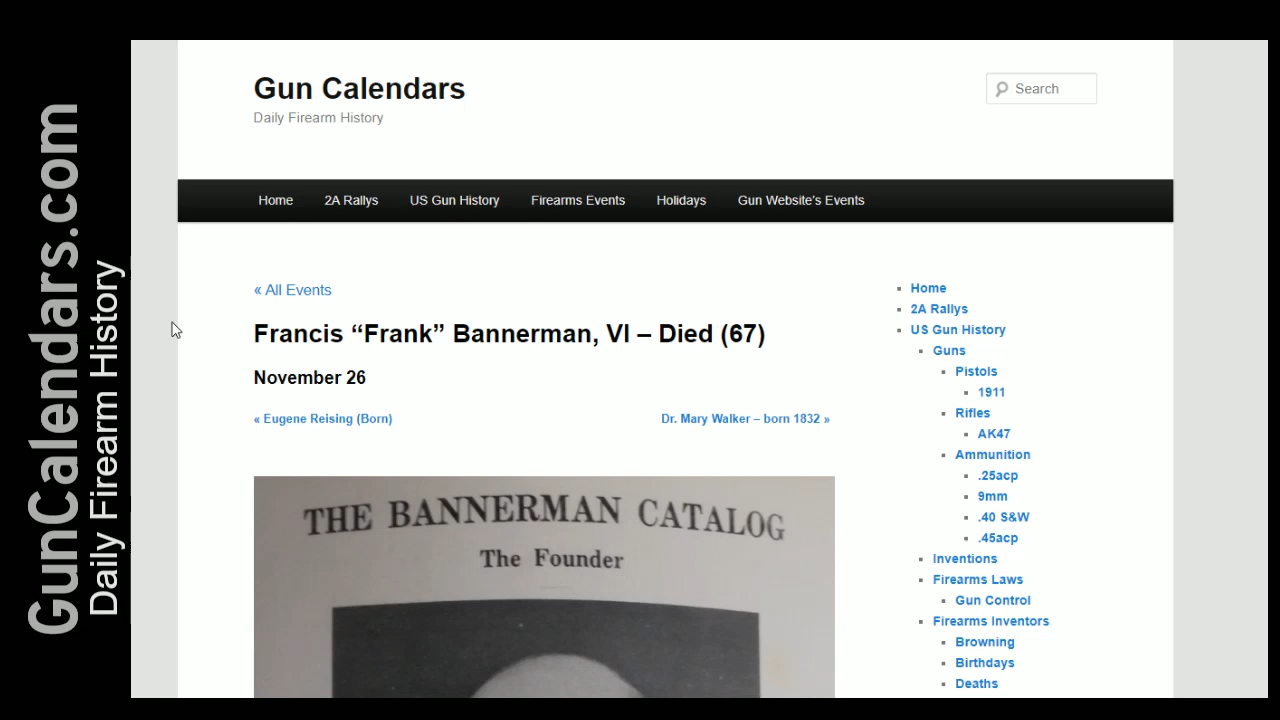 GunCalendars.com
Daily Firearm History
Gun Calendars
Daily Firearm History
Search
Home 2A Rallys US Gun History Firearms Events Holidays Gun Website's Events
« All Events
Francis “Frank” Bannerman, VI – Died (67)
November 26
« Eugene Reising (Born) Dr. Mary Walker – born 1832 »
THE BANNERMAN CATALOG
The Founder
Home
2A Rallys
US Gun History
Guns
Pistols
1911
Rifles
AK47
Ammunition
.25acp
9mm
.40 S&W
.45acp
Inventions
Firearms Laws
Gun Control
Firearms Inventors
Browning
Birthdays
Deaths